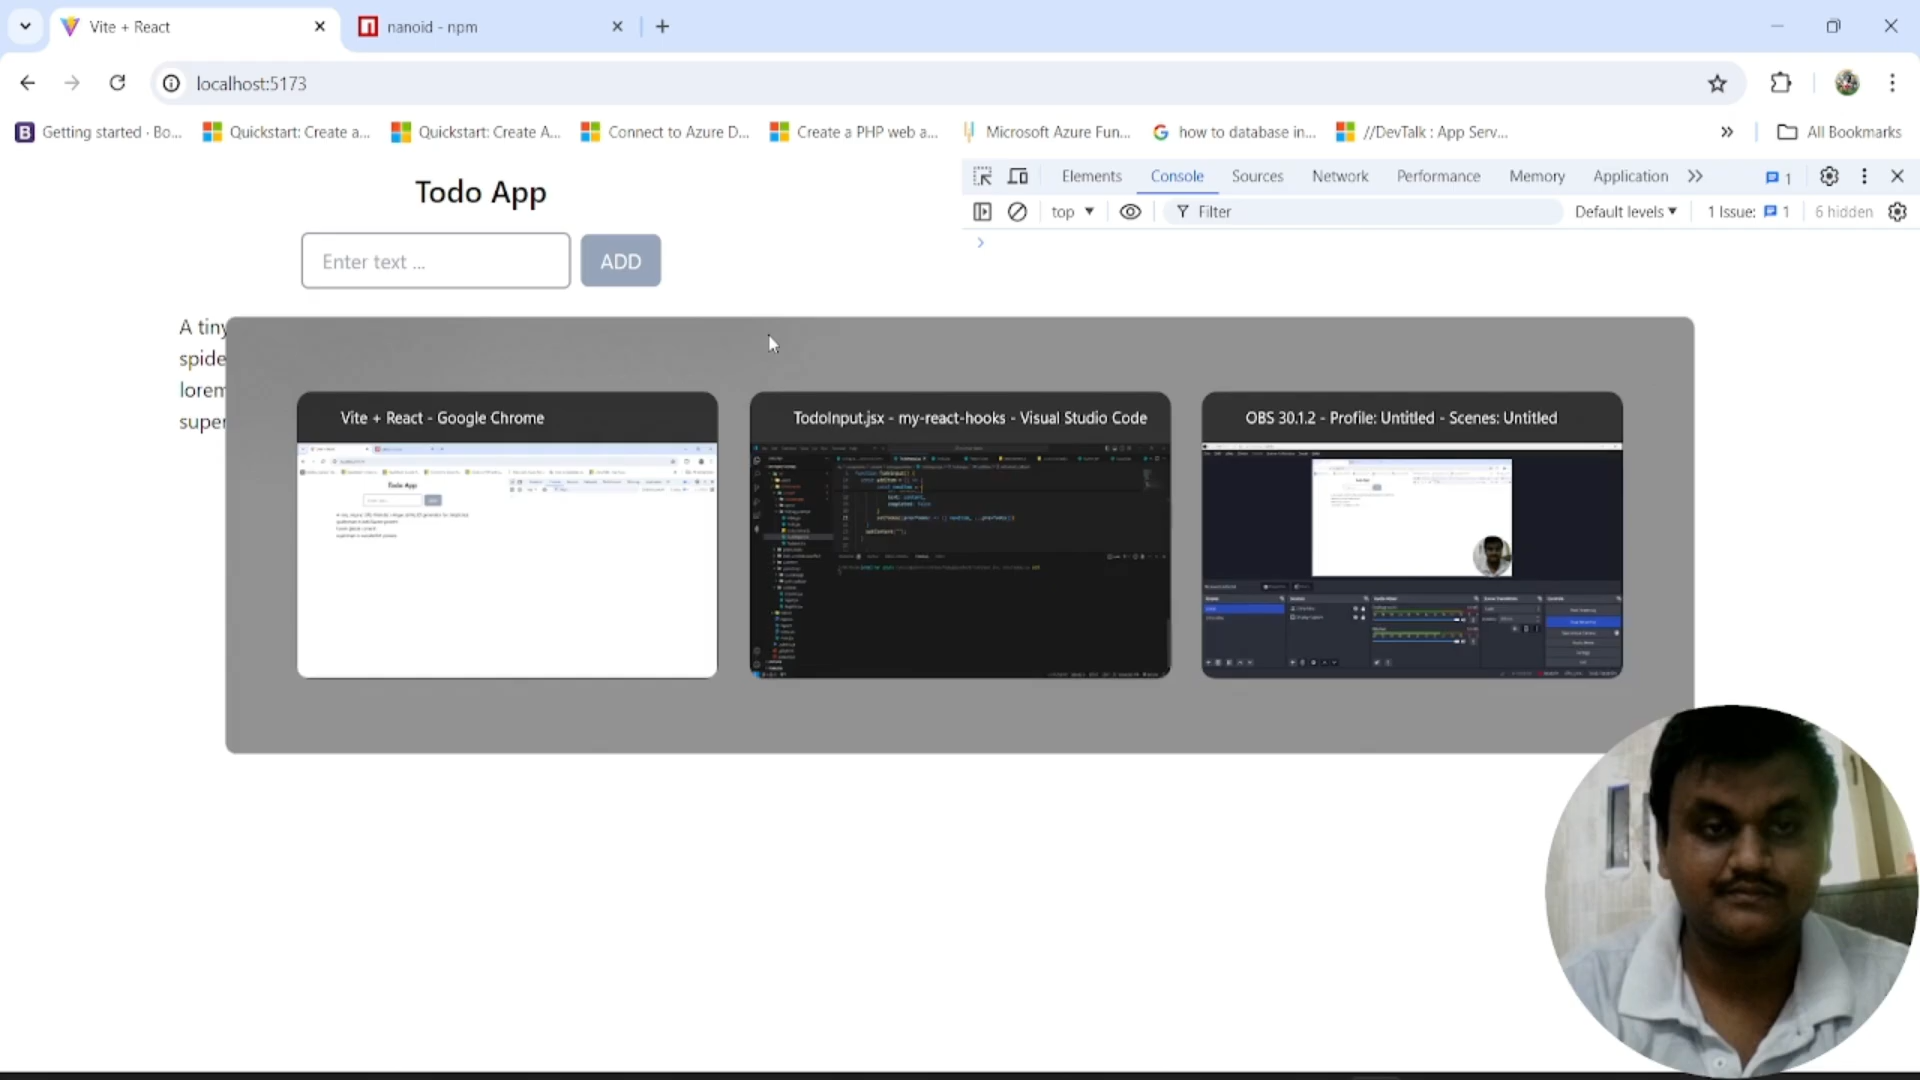 Vite + React
nanoid - npm
localhost:5173
Getting started · Bo...
Quickstart: Create a...
Quickstart: Create A...
Connect to Azure D...
Create a PHP web a...
Microsoft Azure Fun...
how to database in...
//DevTalk : App Serv...
All Bookmarks
Elements
Console
Sources
Network
Performance
Memory
Application
1
top
Filter
Default levels
1 Issue:
1
6 hidden
Todo App
Enter text ...
ADD
A tiny
spide
lorem
super
Vite + React - Google Chrome
TodoInput.jsx - my-react-hooks - Visual Studio Code
OBS 30.1.2 - Profile: Untitled - Scenes: Untitled